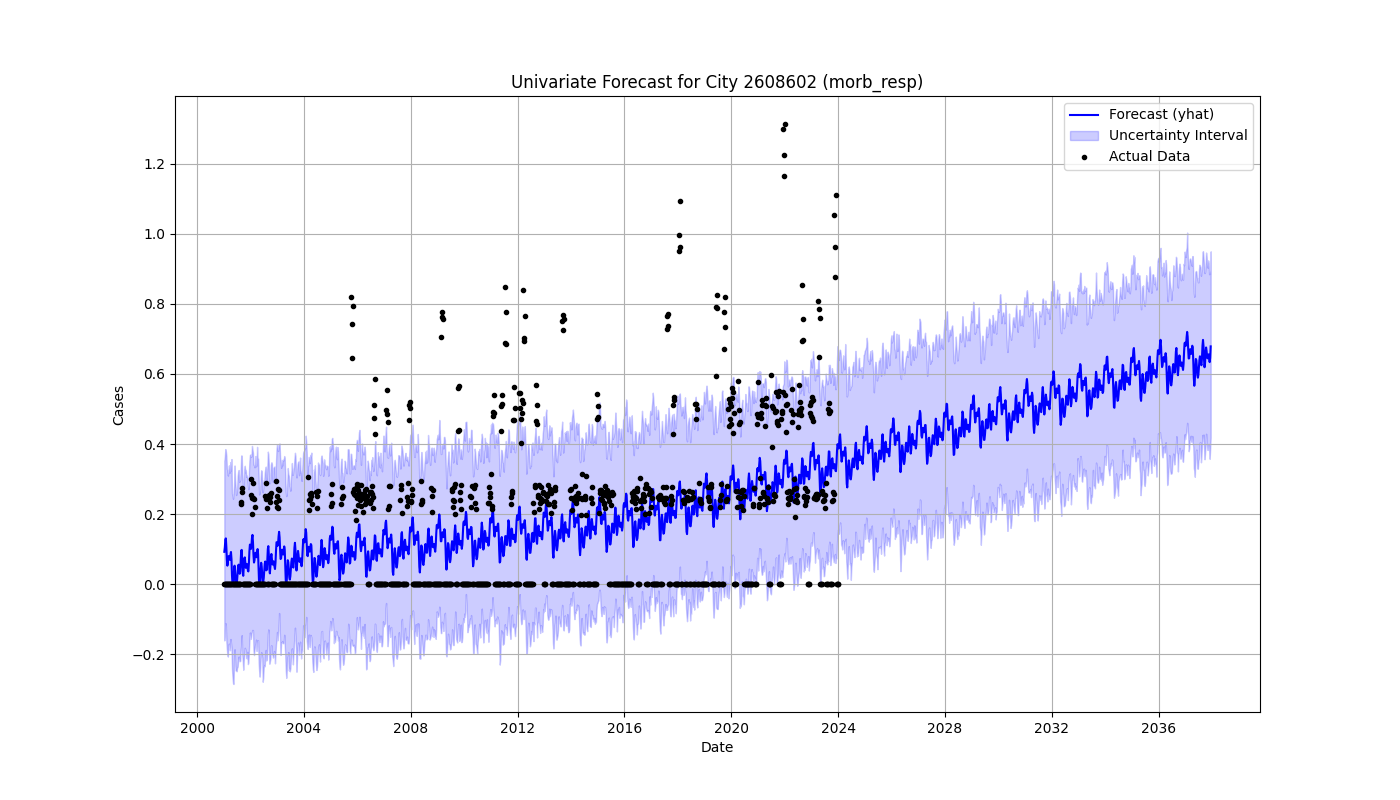 Univariate Forecast for City 2608602 (morb_resp)
Forecast (yhat)
Uncertainty Interval
Actual Data
1.2
1.0
0.8
0.6
0.4
0.2
0.0
−0.2
Cases
2000 2004 2008 2012 2016 2020 2024 2028 2032 2036
Date